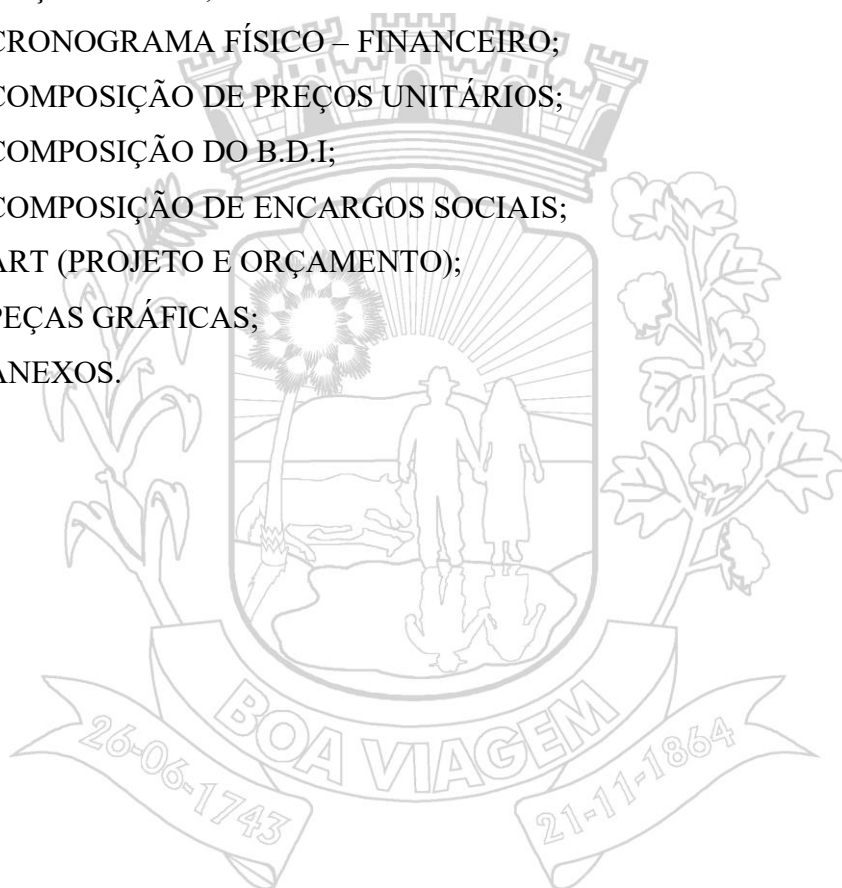 CRONOGRAMA FÍSICO – FINANCEIRO;
COMPOSIÇÃO DE PREÇOS UNITÁRIOS;
COMPOSIÇÃO DO B.D.I;
COMPOSIÇÃO DE ENCARGOS SOCIAIS;
ART (PROJETO E ORÇAMENTO);
PEÇAS GRÁFICAS;
ANEXOS.
BOA VIAGEM
26-06-1743
21-11-1864